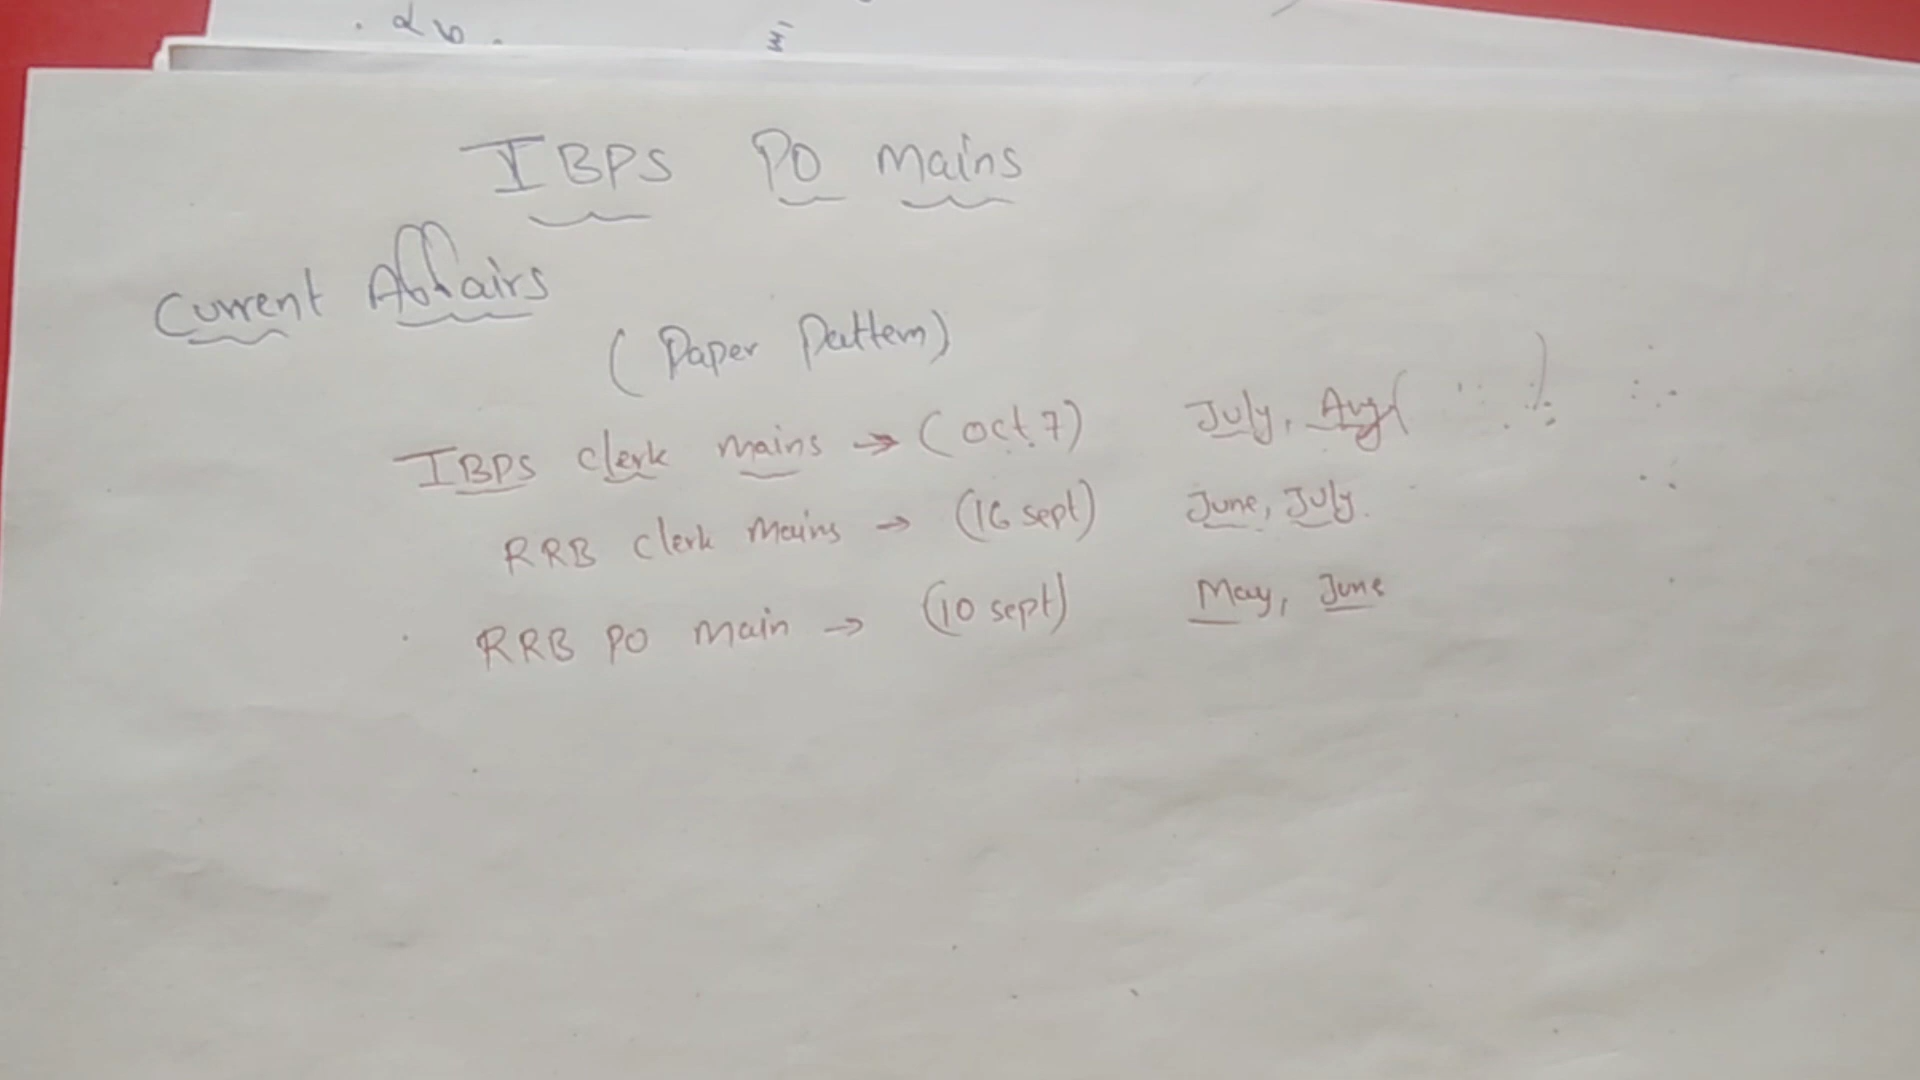 IBPS PO Mains
Current Affairs
(Paper Pattern)
IBPS clerk mains → (Oct. 7) July, Aug( )
RRB clerk Mains → (16 sept) June, July.
RRB PO Main → (10 sept) May, June